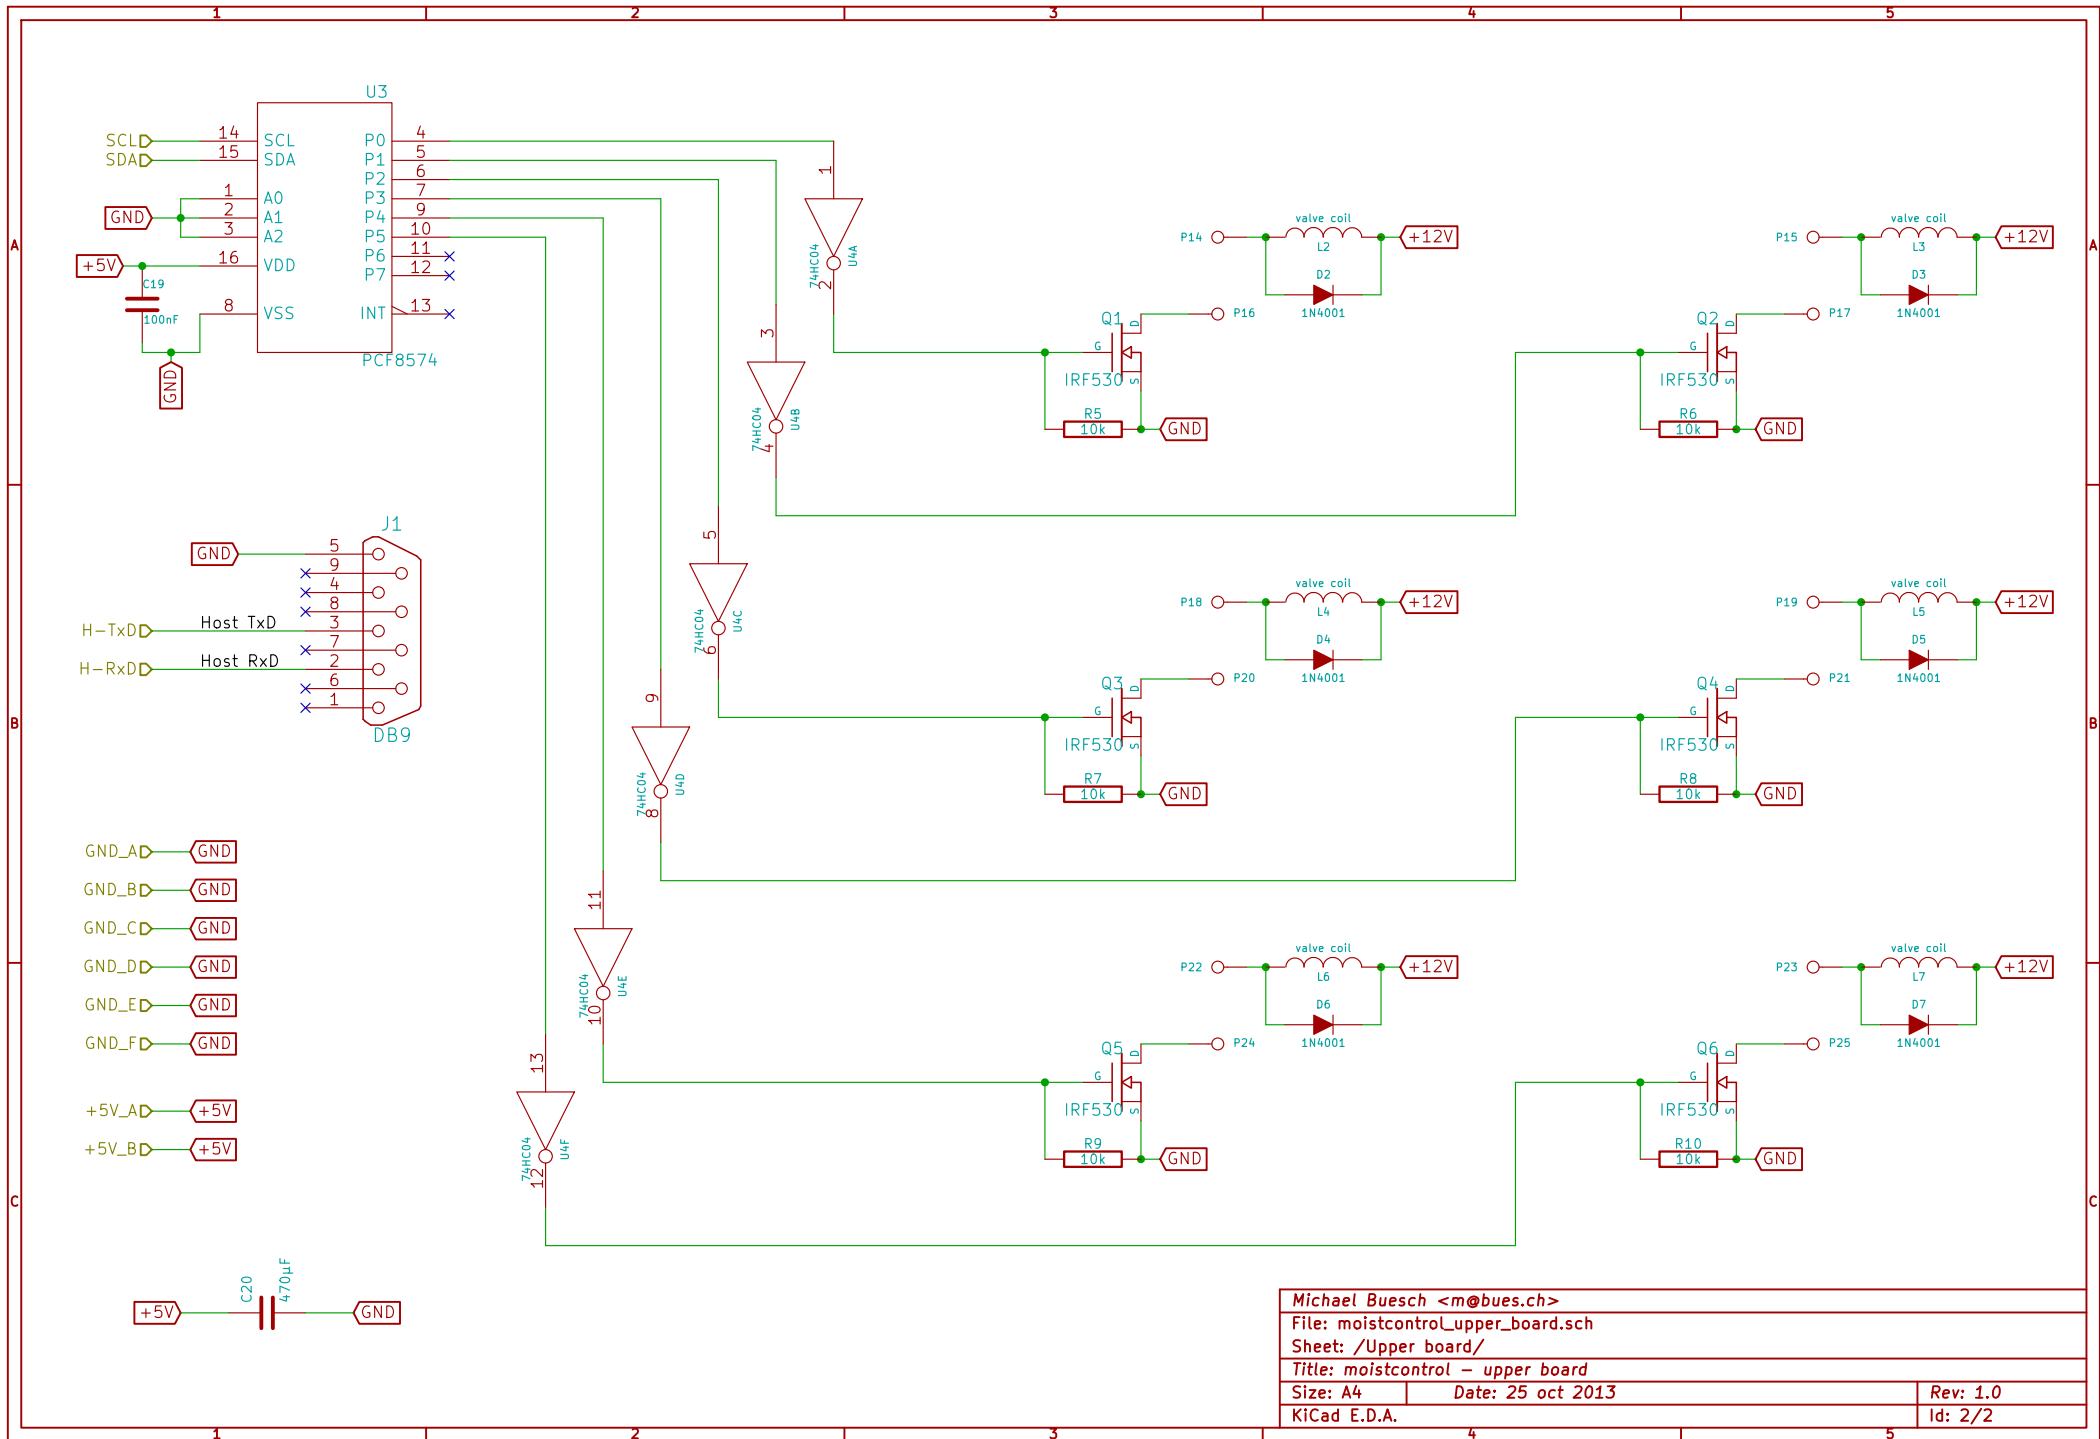 1 2 3 4 5
A A
B B
C C
U3
SCL 14 SCL P0 4
SDA 15 SDA P1 5
P2 6
1 A0 P3 7
GND 2 A1 P4 9
3 A2 P5 10
P6 11
+5V 16 VDD P7 12
C19
100nF
8 VSS INT 13
GND
PCF8574
1
74HC04 U4A
2
3
74HC04 U4B
4
5
74HC04 U4C
6
9
74HC04 U4D
8
11
74HC04 U4E
10
13
74HC04 U4F
12
valve coil
P14 L2 +12V
D2
1N4001
P16
Q1 D
G
IRF530 S
R5
10k GND
valve coil
P15 L3 +12V
D3
1N4001
P17
Q2 D
G
IRF530 S
R6
10k GND
J1
GND 5
9
4
8
H-TxD Host TxD 3
7
H-RxD Host RxD 2
6
1
DB9
valve coil
P18 L4 +12V
D4
1N4001
P20
Q3 D
G
IRF530 S
R7
10k GND
valve coil
P19 L5 +12V
D5
1N4001
P21
Q4 D
G
IRF530 S
R8
10k GND
GND_A GND
GND_B GND
GND_C GND
GND_D GND
GND_E GND
GND_F GND
+5V_A +5V
+5V_B +5V
valve coil
P22 L6 +12V
D6
1N4001
P24
Q5 D
G
IRF530 S
R9
10k GND
valve coil
P23 L7 +12V
D7
1N4001
P25
Q6 D
G
IRF530 S
R10
10k GND
C20 470µF
+5V GND
Michael Buesch <m@bues.ch>
File: moistcontrol_upper_board.sch
Sheet: /Upper board/
Title: moistcontrol - upper board
Size: A4 Date: 25 oct 2013 Rev: 1.0
KiCad E.D.A. Id: 2/2
1 2 3 4 5